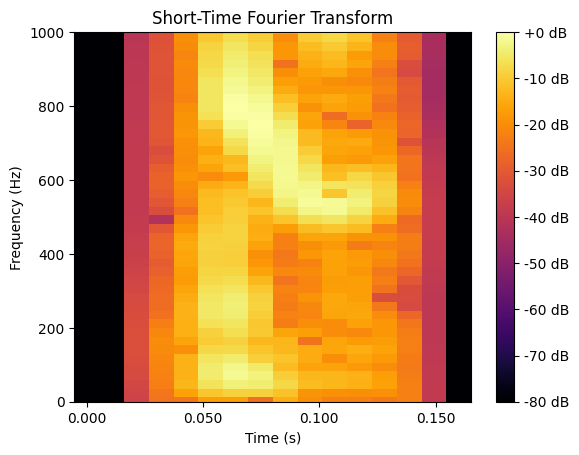 Short-Time Fourier Transform
1000
800
600
400
200
0
Frequency (Hz)
0.000
0.050
0.100
0.150
Time (s)
+0 dB
-10 dB
-20 dB
-30 dB
-40 dB
-50 dB
-60 dB
-70 dB
-80 dB